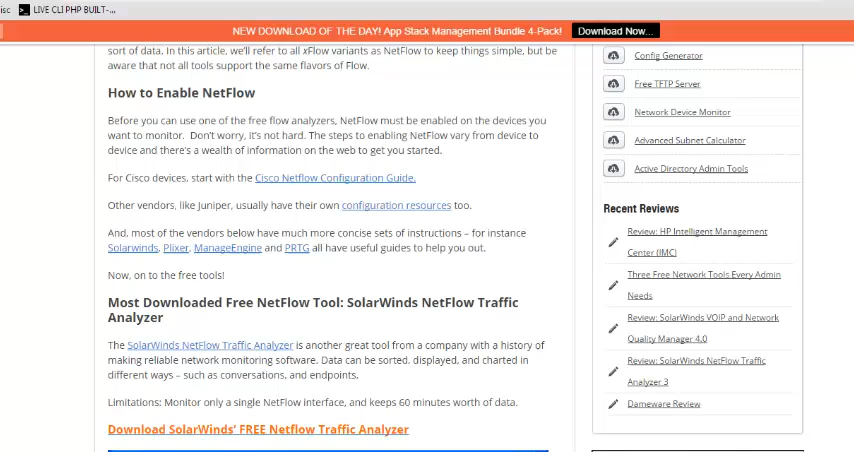 isc LIVE CLI PHP BUILT-...
NEW DOWNLOAD OF THE DAY! App Stack Management Bundle 4-Pack! Download Now...
sort of data. In this article, we'll refer to all xFlow variants as NetFlow to keep things simple, but be
aware that not all tools support the same flavors of Flow.
How to Enable NetFlow
Before you can use one of the free flow analyzers, NetFlow must be enabled on the devices you
want to monitor. Don't worry, it's not hard. The steps to enabling NetFlow vary from device to
device and there's a wealth of information on the web to get you started.
For Cisco devices, start with the Cisco Netflow Configuration Guide.
Other vendors, like Juniper, usually have their own configuration resources too.
And, most of the vendors below have much more concise sets of instructions – for instance
Solarwinds, Plixer, ManageEngine and PRTG all have useful guides to help you out.
Now, on to the free tools!
Most Downloaded Free NetFlow Tool: SolarWinds NetFlow Traffic
Analyzer
The SolarWinds NetFlow Traffic Analyzer is another great tool from a company with a history of
making reliable network monitoring software. Data can be sorted, displayed, and charted in
different ways – such as conversations, and endpoints.
Limitations: Monitor only a single NetFlow interface, and keeps 60 minutes worth of data.
Download SolarWinds' FREE Netflow Traffic Analyzer
Config Generator
Free TFTP Server
Network Device Monitor
Advanced Subnet Calculator
Active Directory Admin Tools
Recent Reviews
Review: HP Intelligent Management
Center (IMC)
Three Free Network Tools Every Admin
Needs
Review: SolarWinds VOIP and Network
Quality Manager 4.0
Review: SolarWinds NetFlow Traffic
Analyzer 3
Dameware Review